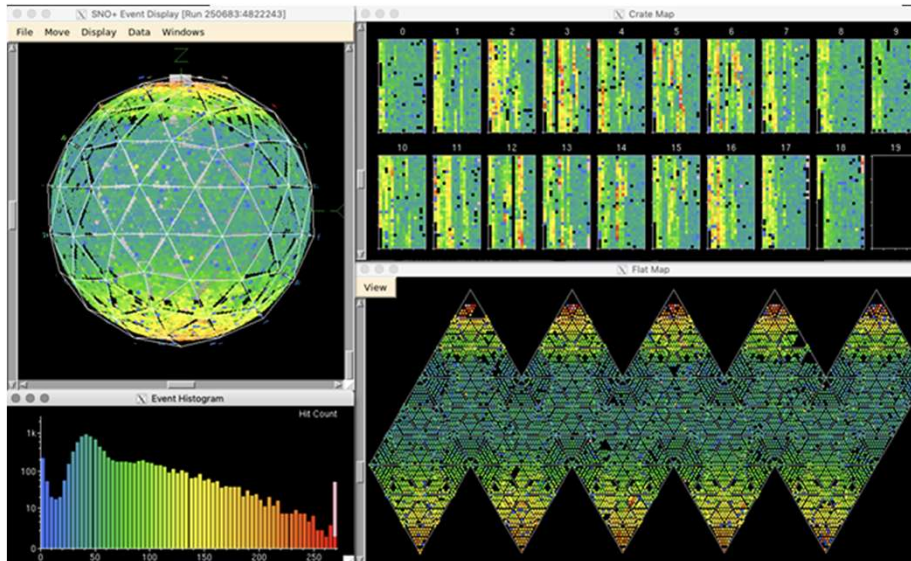 SNO+ Event Display [Run 250683:4822243]
File Move Display Data Windows
Z
Crate Map
0 1 2 3 4 5 6 7 8 9
10 11 12 13 14 15 16 17 18 19
Flat Map
View
Event Histogram
Hit Count
1k
100
10
0
0 50 100 150 200 250